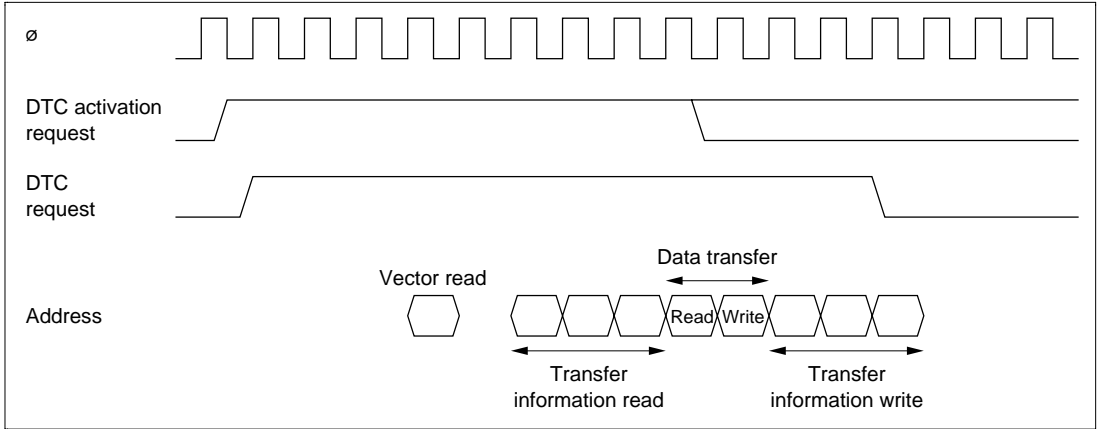 ø
DTC activation
request
DTC
request
Data transfer
Vector read
Address
Read Write
Transfer
information read
Transfer
information write